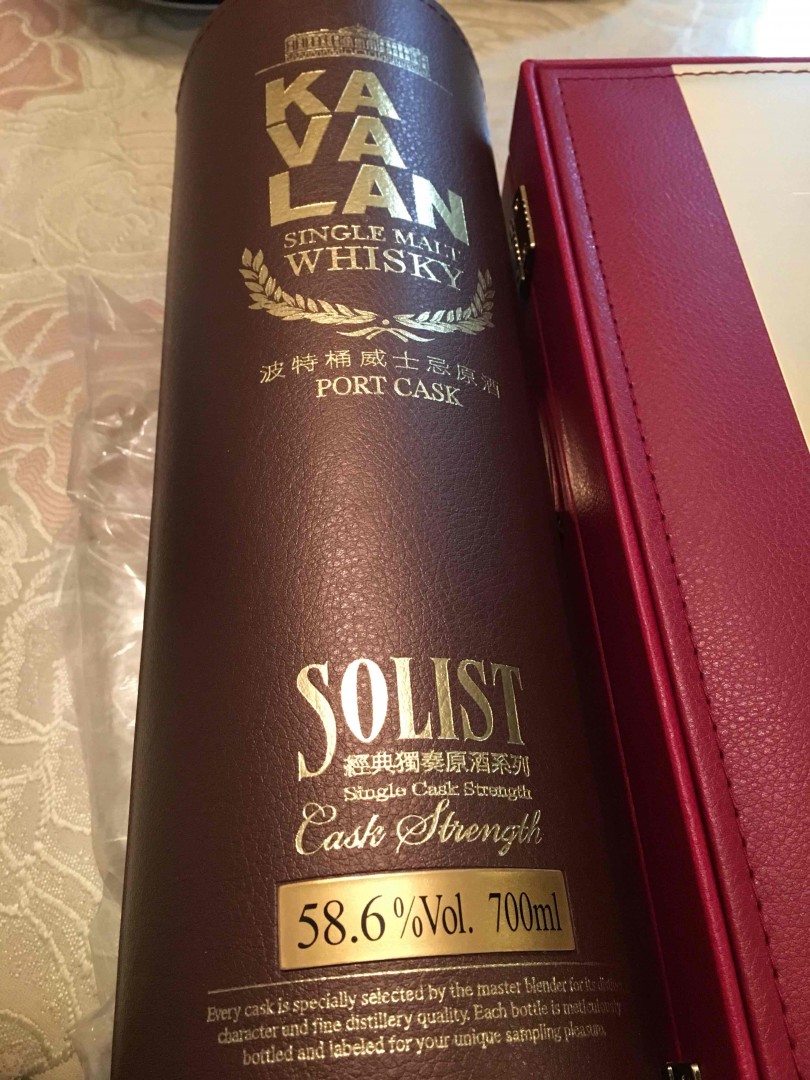 KA
VA
LAN
SINGLE MALT
WHISKY
波特桶威士忌原酒
PORT CASK
SOLIST
經典獨奏原酒系列
Single Cask Strength
Cask Strength
58.6%Vol. 700ml
Every cask is specially selected by the master blender for its
character and fine distillery quality. Each bottle is meticulously
bottled and labeled for your unique sampling pleasure.